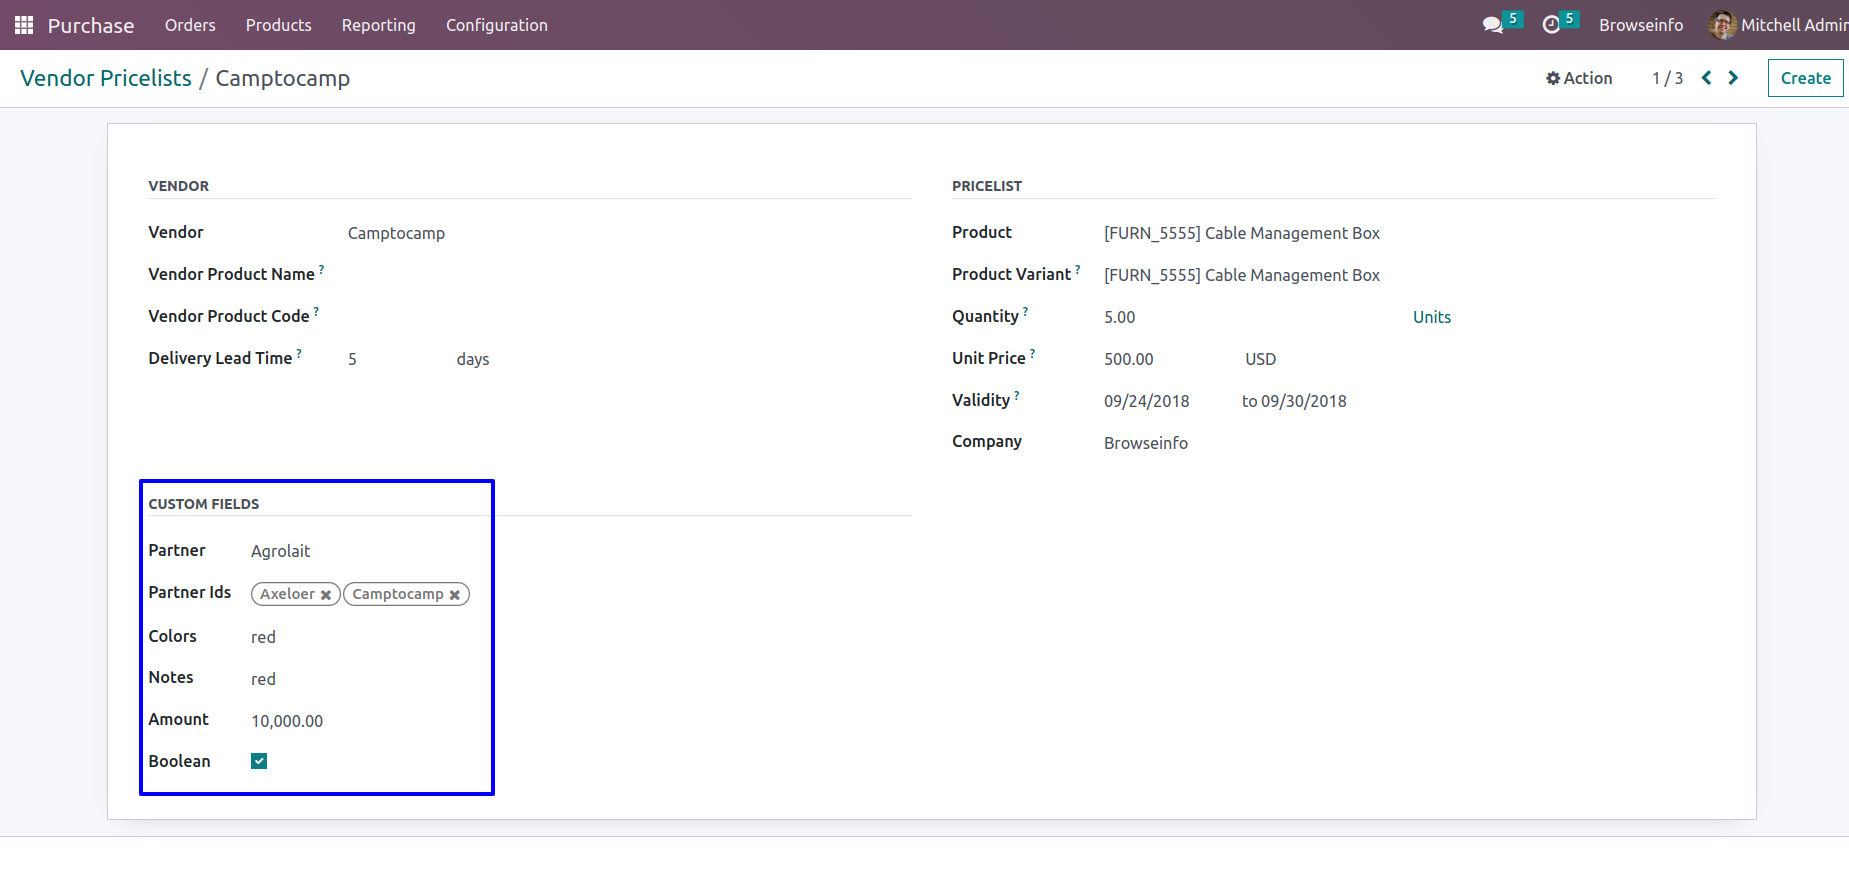 Purchase Orders Products Reporting Configuration 5 5 Browseinfo Mitchell Admin
Vendor Pricelists / Camptocamp Action 1 / 3 Create
VENDOR
Vendor Camptocamp
Vendor Product Name ?
Vendor Product Code ?
Delivery Lead Time ? 5 days
PRICELIST
Product [FURN_5555] Cable Management Box
Product Variant ? [FURN_5555] Cable Management Box
Quantity ? 5.00 Units
Unit Price ? 500.00 USD
Validity ? 09/24/2018 to 09/30/2018
Company Browseinfo
CUSTOM FIELDS
Partner Agrolait
Partner Ids Axeloer Camptocamp
Colors red
Notes red
Amount 10,000.00
Boolean